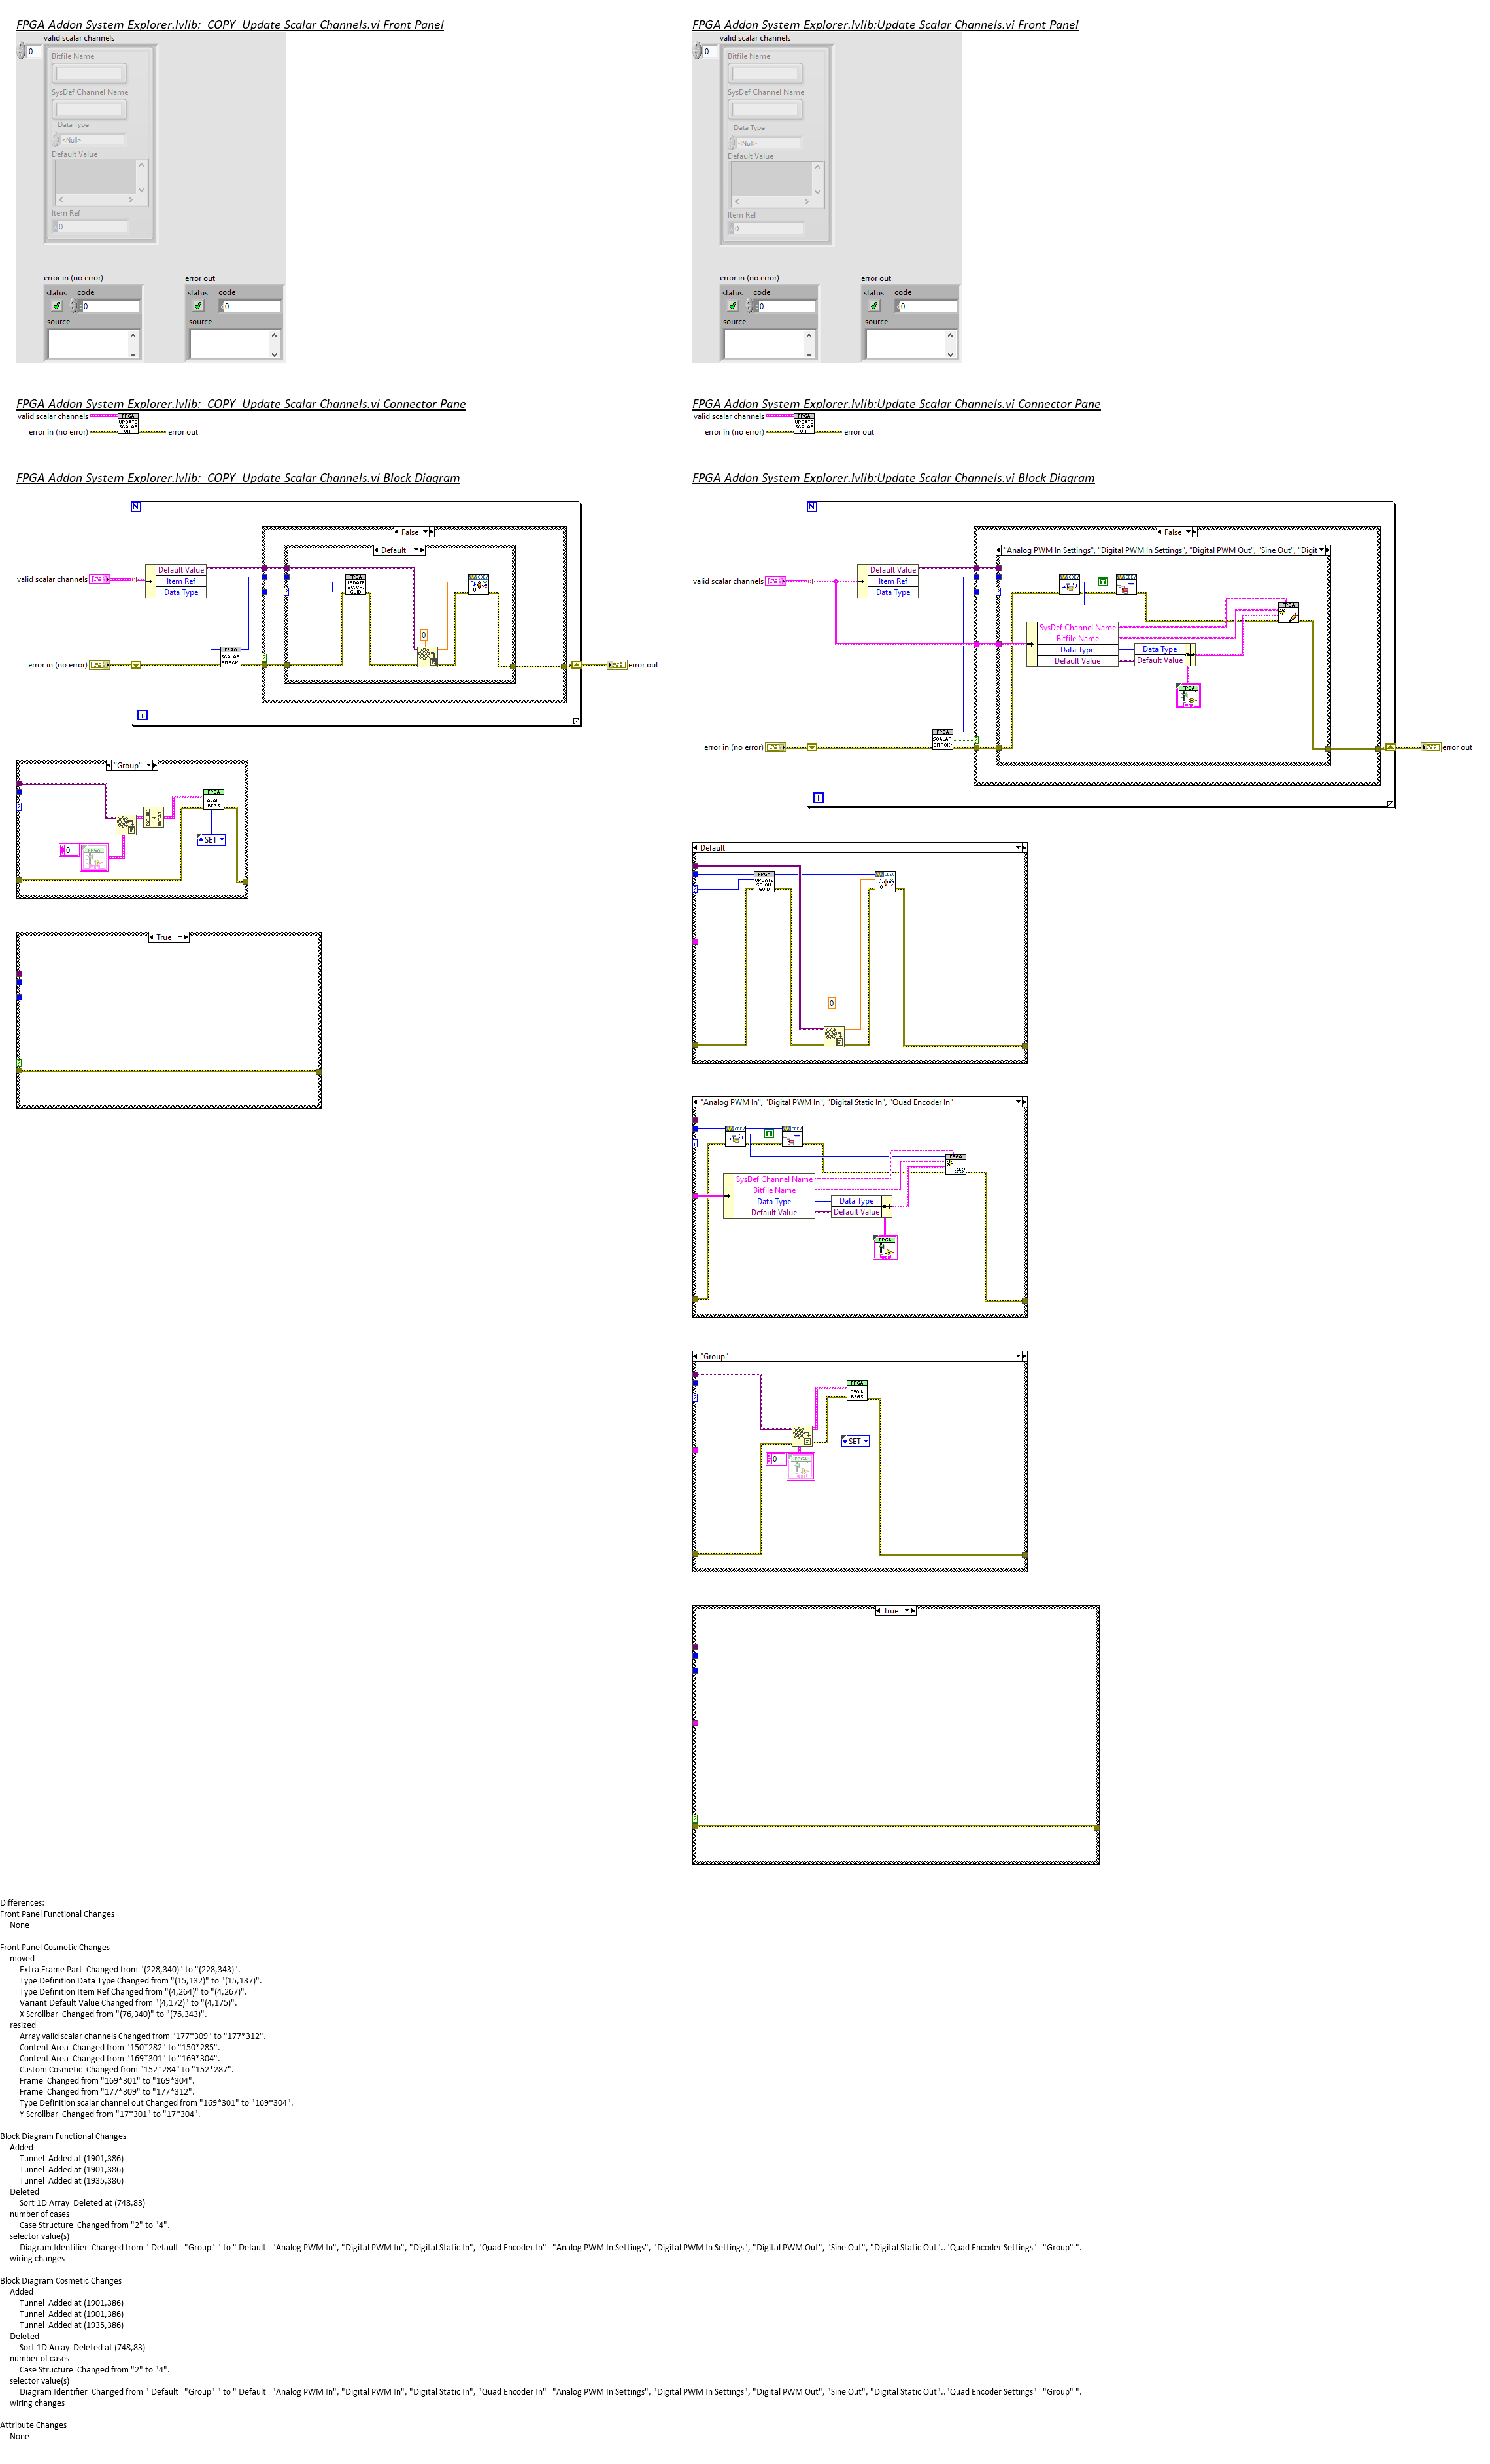 FPGA Addon System Explorer.lvlib:  COPY  Update Scalar Channels.vi Front Panel
valid scalar channels
0
Bitfile Name
SysDef Channel Name
Data Type
<Null>
Default Value
Item Ref
0
error in (no error)
status code
0
source
error out
status code
0
source
FPGA Addon System Explorer.lvlib:Update Scalar Channels.vi Front Panel
valid scalar channels
0
Bitfile Name
SysDef Channel Name
Data Type
<Null>
Default Value
Item Ref
0
error in (no error)
status code
0
source
error out
status code
0
source
FPGA Addon System Explorer.lvlib:  COPY  Update Scalar Channels.vi Connector Pane
valid scalar channels
error in (no error)
FPGA
UPDATE
SCALAR
CH.
error out
FPGA Addon System Explorer.lvlib:Update Scalar Channels.vi Connector Pane
valid scalar channels
error in (no error)
FPGA
UPDATE
SCALAR
CH.
error out
FPGA Addon System Explorer.lvlib:  COPY  Update Scalar Channels.vi Block Diagram
N
False
Default
valid scalar channels
Default Value
Item Ref
Data Type
FPGA
UPDATE
SC. CH.
GUID
0
FPGA
SCALAR
BITPCK?
error in (no error)
error out
i
"Group"
FPGA
AVAIL
REGS
SET
0
FPGA
True
FPGA Addon System Explorer.lvlib:Update Scalar Channels.vi Block Diagram
N
False
"Analog PWM In Settings", "Digital PWM In Settings", "Digital PWM Out", "Sine Out", "Digit
valid scalar channels
Default Value
Item Ref
Data Type
T
FPGA
SysDef Channel Name
Bitfile Name
Data Type
Default Value
Data Type
Default Value
FPGA
FPGA
SCALAR
BITPCK?
error in (no error)
error out
i
Default
FPGA
UPDATE
SC. CH.
GUID
0
"Analog PWM In", "Digital PWM In", "Digital Static In", "Quad Encoder In"
T
FPGA
SysDef Channel Name
Bitfile Name
Data Type
Default Value
Data Type
Default Value
FPGA
"Group"
FPGA
AVAIL
REGS
SET
0
FPGA
True
Differences:
Front Panel Functional Changes
None
Front Panel Cosmetic Changes
moved
Extra Frame Part  Changed from "(228,340)" to "(228,343)".
Type Definition Data Type Changed from "(15,132)" to "(15,137)".
Type Definition Item Ref Changed from "(4,264)" to "(4,267)".
Variant Default Value Changed from "(4,172)" to "(4,175)".
X Scrollbar  Changed from "(76,340)" to "(76,343)".
resized
Array valid scalar channels Changed from "177*309" to "177*312".
Content Area  Changed from "150*282" to "150*285".
Content Area  Changed from "169*301" to "169*304".
Custom Cosmetic  Changed from "152*284" to "152*287".
Frame  Changed from "169*301" to "169*304".
Frame  Changed from "177*309" to "177*312".
Type Definition scalar channel out Changed from "169*301" to "169*304".
Y Scrollbar  Changed from "17*301" to "17*304".
Block Diagram Functional Changes
Added
Tunnel  Added at (1901,386)
Tunnel  Added at (1901,386)
Tunnel  Added at (1935,386)
Deleted
Sort 1D Array  Deleted at (748,83)
number of cases
Case Structure  Changed from "2" to "4".
selector value(s)
Diagram Identifier  Changed from " Default   "Group" " to " Default   "Analog PWM In", "Digital PWM In", "Digital Static In", "Quad Encoder In"   "Analog PWM In Settings", "Digital PWM In Settings", "Digital PWM Out", "Sine Out", "Digital Static Out".."Quad Encoder Settings"   "Group" ".
wiring changes
Block Diagram Cosmetic Changes
Added
Tunnel  Added at (1901,386)
Tunnel  Added at (1901,386)
Tunnel  Added at (1935,386)
Deleted
Sort 1D Array  Deleted at (748,83)
number of cases
Case Structure  Changed from "2" to "4".
selector value(s)
Diagram Identifier  Changed from " Default   "Group" " to " Default   "Analog PWM In", "Digital PWM In", "Digital Static In", "Quad Encoder In"   "Analog PWM In Settings", "Digital PWM In Settings", "Digital PWM Out", "Sine Out", "Digital Static Out".."Quad Encoder Settings"   "Group" ".
wiring changes
Attribute Changes
None